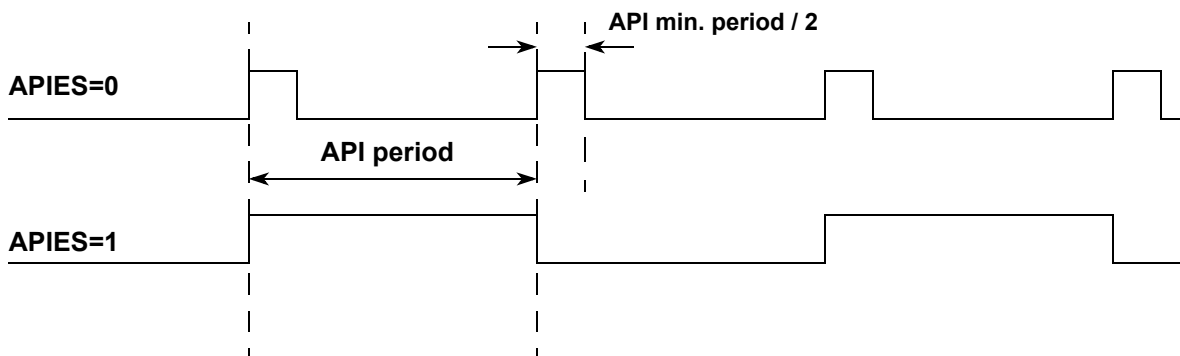 API min. period / 2
APIES=0
API period
APIES=1